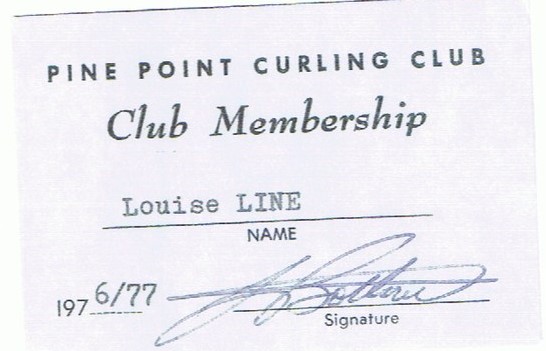 PINE POINT CURLING CLUB
Club Membership
Louise LINE
NAME
1976/77
Signature